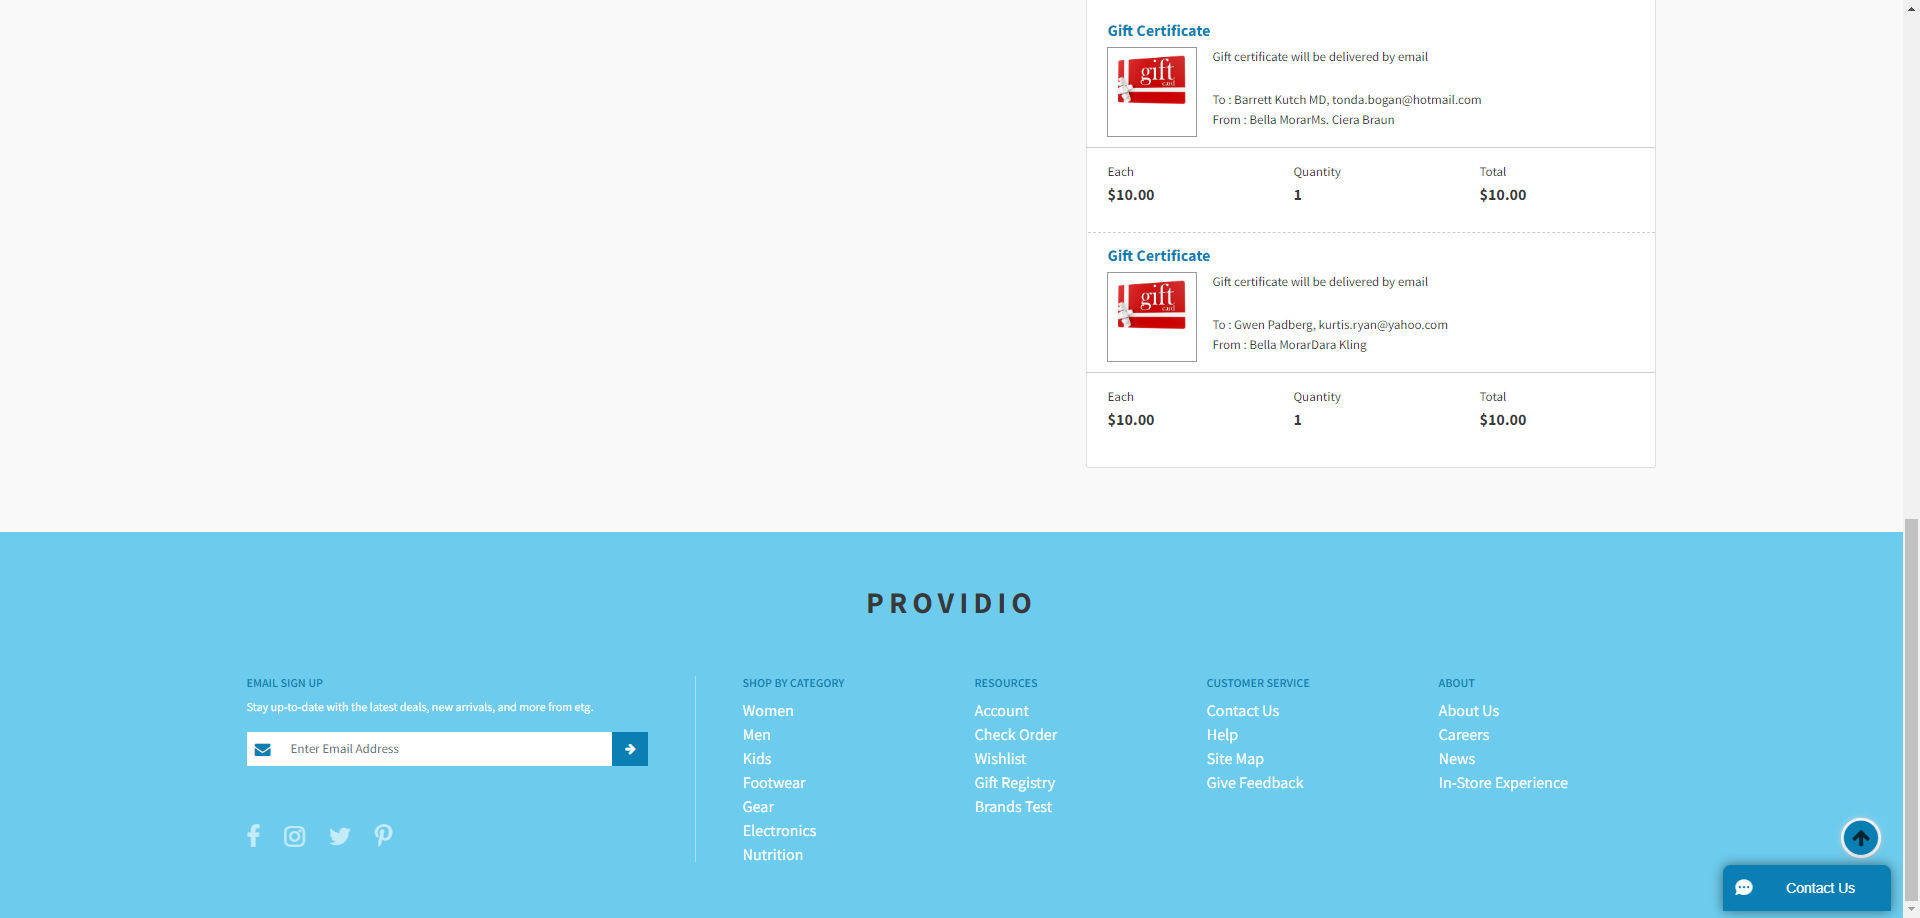 Gift Certificate
gift
card
Gift certificate will be delivered by email
To : Barrett Kutch MD, tonda.bogan@hotmail.com
From : Bella MorarMs. Ciera Braun
Each Quantity Total
$10.00 1 $10.00
Gift Certificate
gift
card
Gift certificate will be delivered by email
To : Gwen Padberg, kurtis.ryan@yahoo.com
From : Bella MorarDara Kling
Each Quantity Total
$10.00 1 $10.00
PROVIDIO
EMAIL SIGN UP
Stay up-to-date with the latest deals, new arrivals, and more from etg.
Enter Email Address
SHOP BY CATEGORY
Women
Men
Kids
Footwear
Gear
Electronics
Nutrition
RESOURCES
Account
Check Order
Wishlist
Gift Registry
Brands Test
CUSTOMER SERVICE
Contact Us
Help
Site Map
Give Feedback
ABOUT
About Us
Careers
News
In-Store Experience
Contact Us